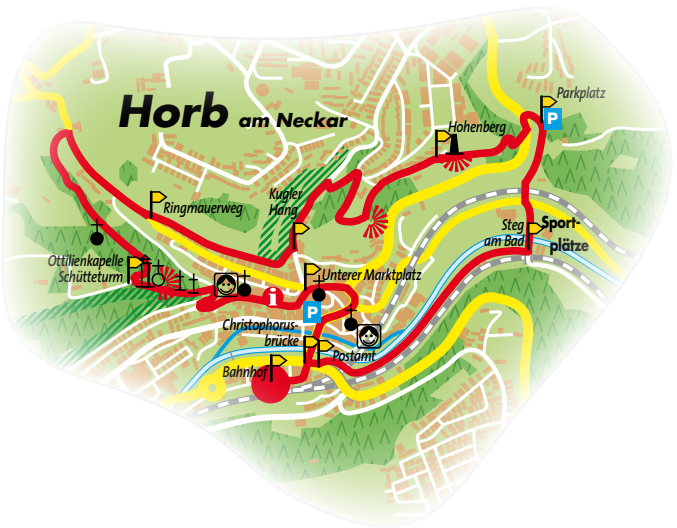 Horb am Neckar
Parkplatz
P
Hohenberg
Kugler
Hang
Ringmauerweg
Steg
am Bad
Sport-
plätze
Ottilienkapelle
Schütteturm
Unterer Marktplatz
i
P
Christophorus-
brücke
Postamt
Bahnhof